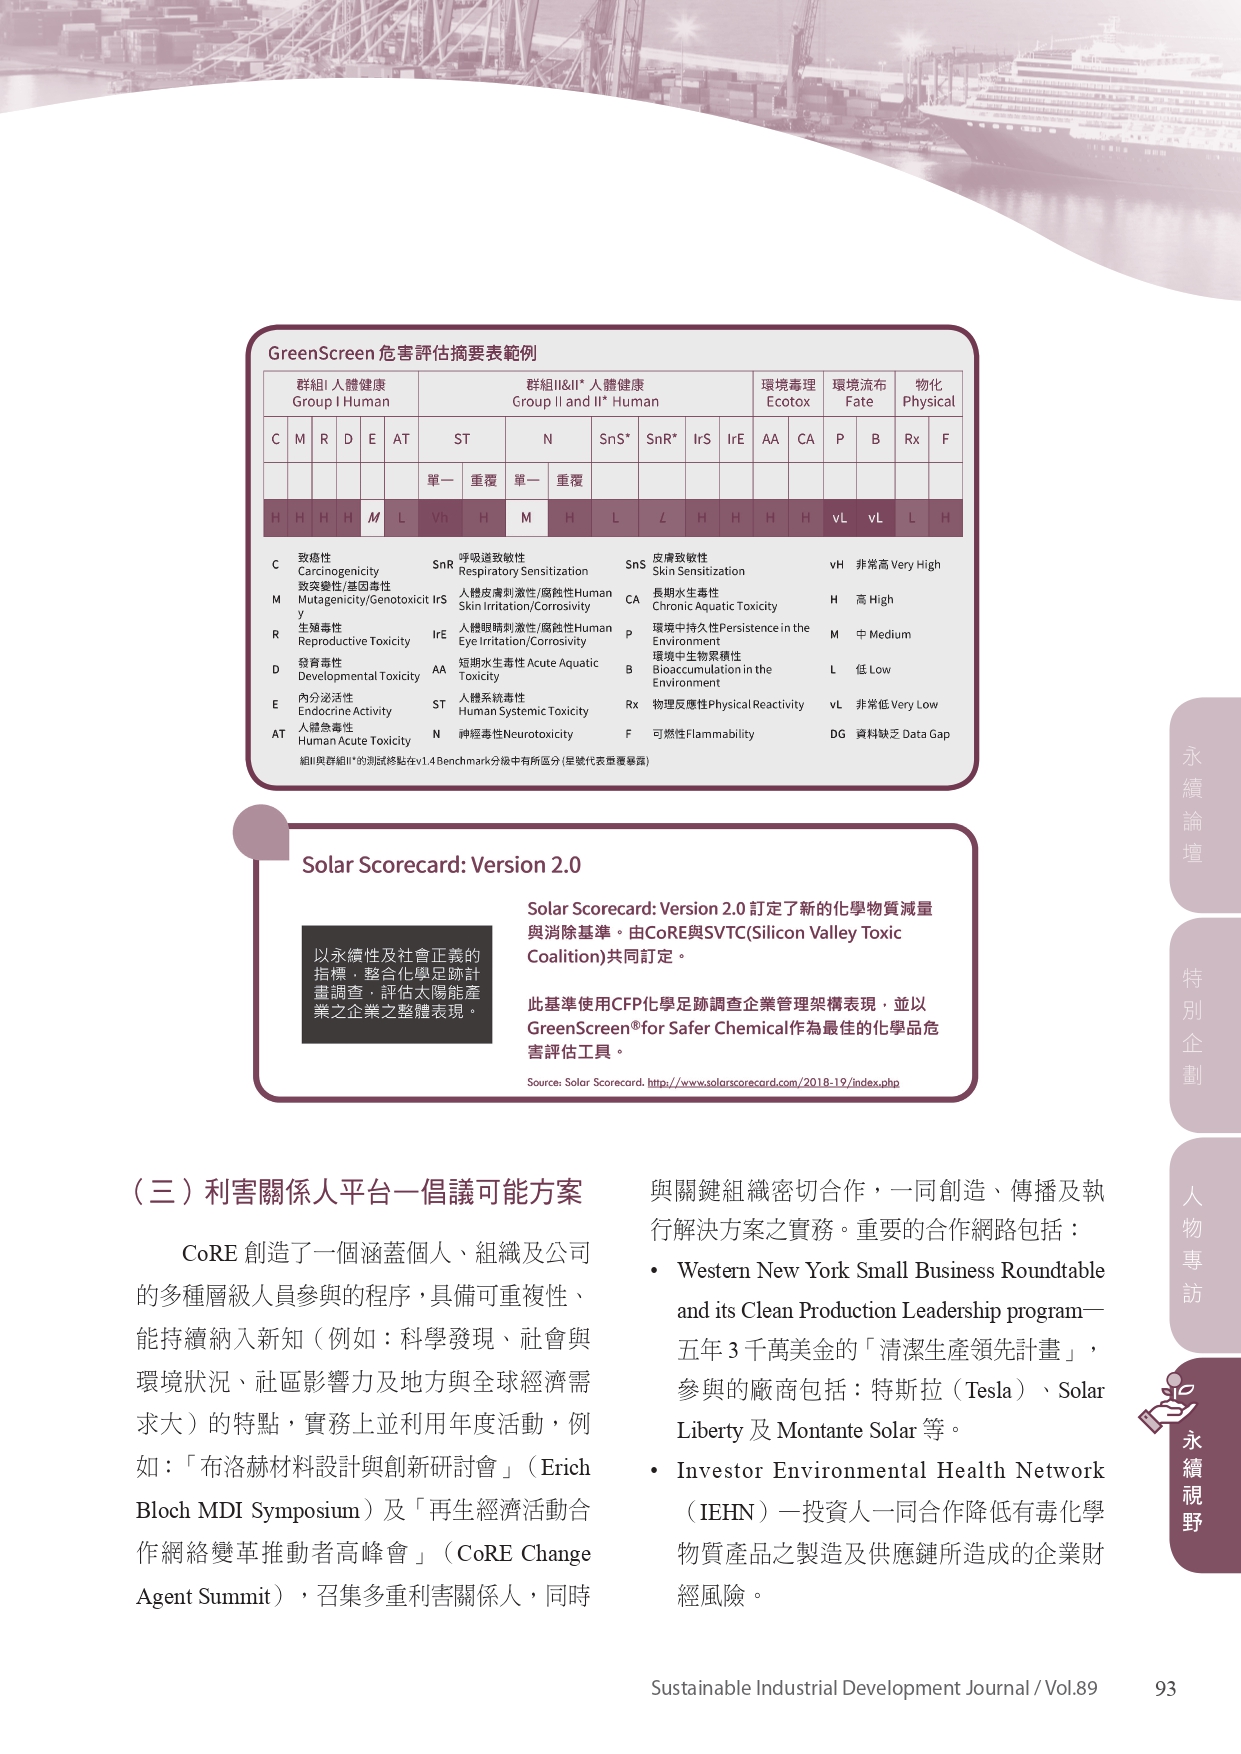 GreenScreen 危害評估摘要表範例
群組I 人體健康 群組II&II* 人體健康 環境毒理 環境流布 物化
Group I Human Group II and II* Human Ecotox Fate Physical
C M R D E AT ST N SnS* SnR* IrS IrE AA CA P B Rx F
單一 重覆 單一 重覆
H H H H M L Vh H M H L L H H H H vL vL L H
C 致癌性 Carcinogenicity SnR 呼吸道致敏性 Respiratory Sensitization SnS 皮膚致敏性 Skin Sensitization vH 非常高 Very High
M 致突變性/基因毒性 Mutagenicity/Genotoxicity IrS 人體皮膚刺激性/腐蝕性Human Skin Irritation/Corrosivity CA 長期水生毒性 Chronic Aquatic Toxicity H 高 High
R 生殖毒性 Reproductive Toxicity IrE 人體眼睛刺激性/腐蝕性Human Eye Irritation/Corrosivity P 環境中持久性Persistence in the Environment M 中 Medium
D 發育毒性 Developmental Toxicity AA 短期水生毒性 Acute Aquatic Toxicity B 環境中生物累積性 Bioaccumulation in the Environment L 低 Low
E 內分泌活性 Endocrine Activity ST 人體系統毒性 Human Systemic Toxicity Rx 物理反應性Physical Reactivity vL 非常低 Very Low
AT 人體急毒性 Human Acute Toxicity N 神經毒性Neurotoxicity F 可燃性Flammability DG 資料缺乏 Data Gap
組II與群組II*的測試終點在v1.4 Benchmark分級中有所區分 (星號代表重覆暴露)
Solar Scorecard: Version 2.0
以永續性及社會正義的
指標，整合化學足跡計
畫調查，評估太陽能產
業之企業之整體表現。
Solar Scorecard: Version 2.0 訂定了新的化學物質減量
與消除基準。由CoRE與SVTC(Silicon Valley Toxic
Coalition)共同訂定。
此基準使用CFP化學足跡調查企業管理架構表現，並以
GreenScreen®for Safer Chemical作為最佳的化學品危
害評估工具。
Source: Solar Scorecard. http://www.solarscorecard.com/2018-19/index.php
（三）利害關係人平台—倡議可能方案
CoRE 創造了一個涵蓋個人、組織及公司
的多種層級人員參與的程序，具備可重複性、
能持續納入新知（例如：科學發現、社會與
環境狀況、社區影響力及地方與全球經濟需
求大）的特點，實務上並利用年度活動，例
如：「布洛赫材料設計與創新研討會」（Erich
Bloch MDI Symposium）及「再生經濟活動合
作網絡變革推動者高峰會」（CoRE Change
Agent Summit），召集多重利害關係人，同時
與關鍵組織密切合作，一同創造、傳播及執
行解決方案之實務。重要的合作網路包括：
• Western New York Small Business Roundtable
and its Clean Production Leadership program—
五年 3 千萬美金的「清潔生產領先計畫」，
參與的廠商包括：特斯拉（Tesla）、Solar
Liberty 及 Montante Solar 等。
• Investor Environmental Health Network
（IEHN）—投資人一同合作降低有毒化學
物質產品之製造及供應鏈所造成的企業財
經風險。
永續論壇
特別企劃
人物專訪
永續視野
Sustainable Industrial Development Journal / Vol.89 93